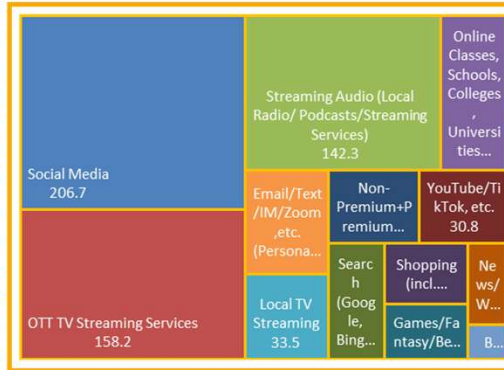 Social Media
206.7
OTT TV Streaming Services
158.2
Streaming Audio (Local
Radio/ Podcasts/Streaming
Services)
142.3
Online
Classes,
Schools,
Colleges
,
Universi
ties...
Email/Text
/IM/Zoom
,etc.
(Persona...
Local TV
Streaming
33.5
Non-
Premium+P
remium...
YouTube/Ti
kTok, etc.
30.8
Searc
h
(Google,
Bing...
Shopping
(incl....
Games/Fa
ntasy/Be...
Ne
ws/
W...
B...